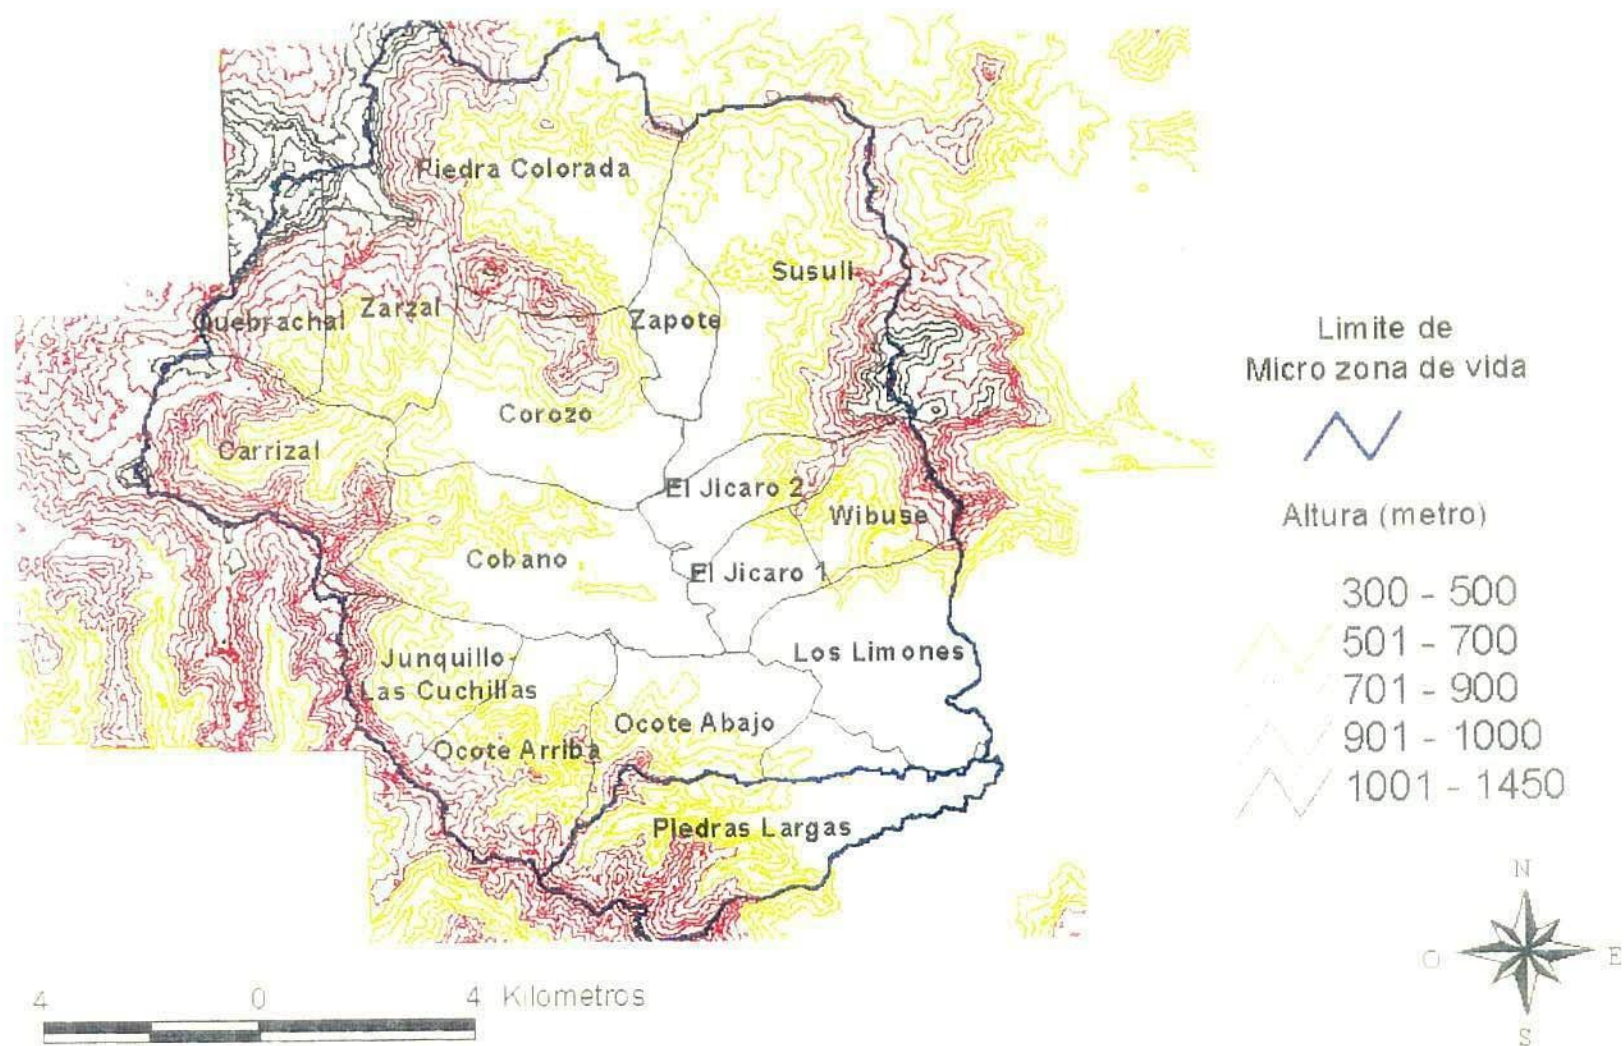 Piedra Colorada
Susuli
Quebrachal
Zarzal
Zapote
Corozo
Carrizal
El Jicaro 2
Wibuse
Cobano
El Jicaro 1
Los Limones
Junquillo
Las Cuchillas
Ocote Abajo
Ocote Arriba
Piedras Largas
Limite de
Micro zona de vida
Altura (metro)
300 - 500
501 - 700
701 - 900
901 - 1000
1001 - 1450
N
O
E
S
4 0 4 Kilometros